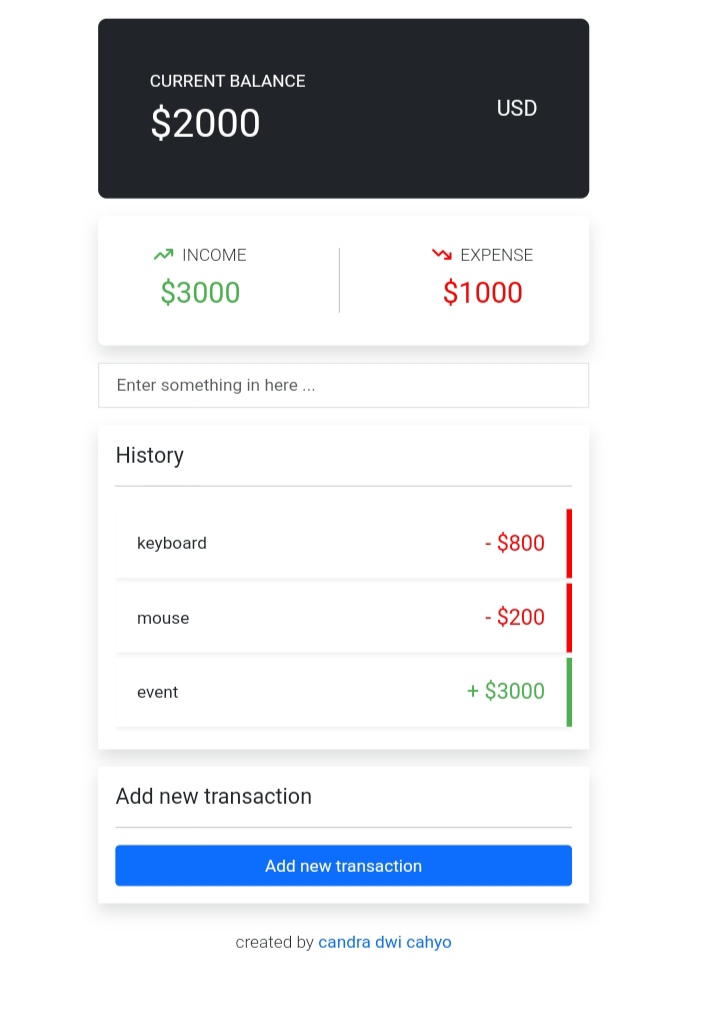 CURRENT BALANCE
$2000
USD
INCOME
$3000
EXPENSE
$1000
Enter something in here ...
History
keyboard
- $800
mouse
- $200
event
+ $3000
Add new transaction
Add new transaction
created by candra dwi cahyo